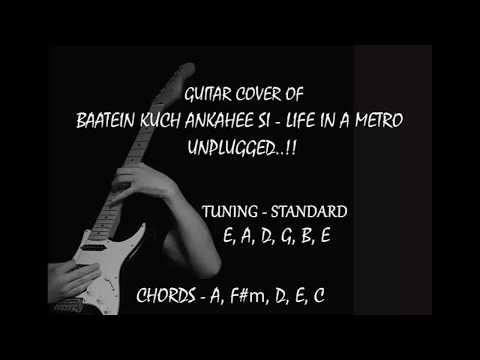 GUITAR COVER OF
BAATEIN KUCH ANKAHEE SI - LIFE IN A METRO
UNPLUGGED..!!
TUNING - STANDARD
E, A, D, G, B, E
CHORDS - A, F#m, D, E, C